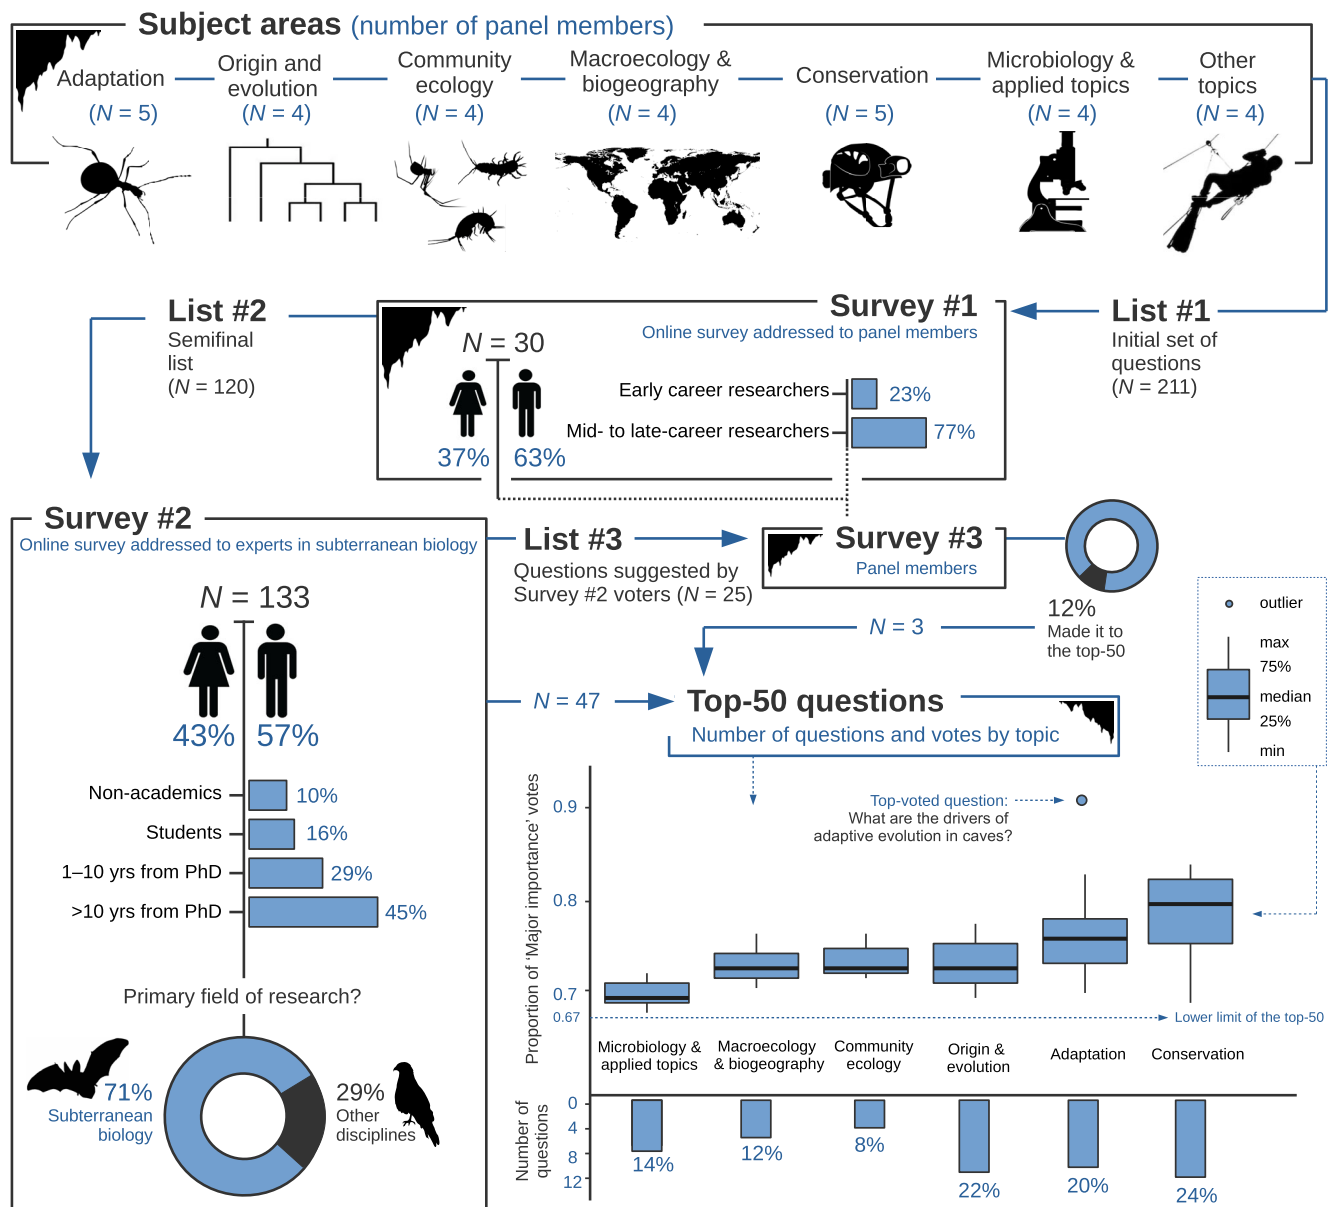 Subject areas (number of panel members)
Adaptation
(N = 5)
Origin and
evolution
(N = 4)
Community
ecology
(N = 4)
Macroecology &
biogeography
(N = 4)
Conservation
(N = 5)
Microbiology &
applied topics
(N = 4)
Other
topics
(N = 4)
List #1
Initial set of
questions
(N = 211)
Survey #1
Online survey addressed to panel members
N = 30
37% 63%
Early career researchers
23%
Mid- to late-career researchers
77%
List #2
Semifinal
list
(N = 120)
Survey #2
Online survey addressed to experts in subterranean biology
N = 133
43% 57%
Non-academics
10%
Students
16%
1–10 yrs from PhD
29%
>10 yrs from PhD
45%
Primary field of research?
71%
Subterranean
biology
29%
Other
disciplines
List #3
Questions suggested by
Survey #2 voters (N = 25)
Survey #3
Panel members
12%
Made it to
the top-50
N = 3
N = 47
Top-50 questions
Number of questions and votes by topic
outlier
max
75%
median
25%
min
Proportion of ‘Major importance’ votes
0.9
0.8
0.7
0.67
Top-voted question:
What are the drivers of
adaptive evolution in caves?
Lower limit of the top-50
Microbiology &
applied topics
Macroecology
& biogeography
Community
ecology
Origin &
evolution
Adaptation
Conservation
Number of
questions
0
4
8
12
14%
12%
8%
22%
20%
24%